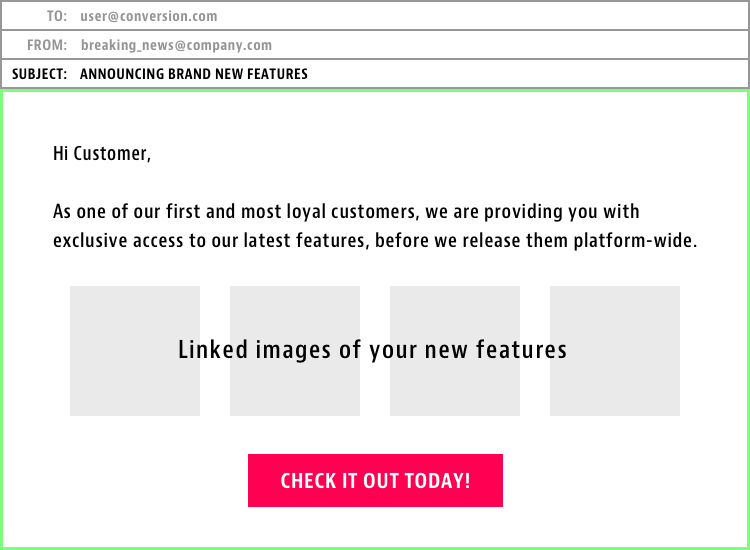 TO: user@conversion.com
FROM: breaking_news@company.com
SUBJECT: ANNOUNCING BRAND NEW FEATURES
Hi Customer,
As one of our first and most loyal customers, we are providing you with
exclusive access to our latest features, before we release them platform-wide.
Linked images of your new features
CHECK IT OUT TODAY!